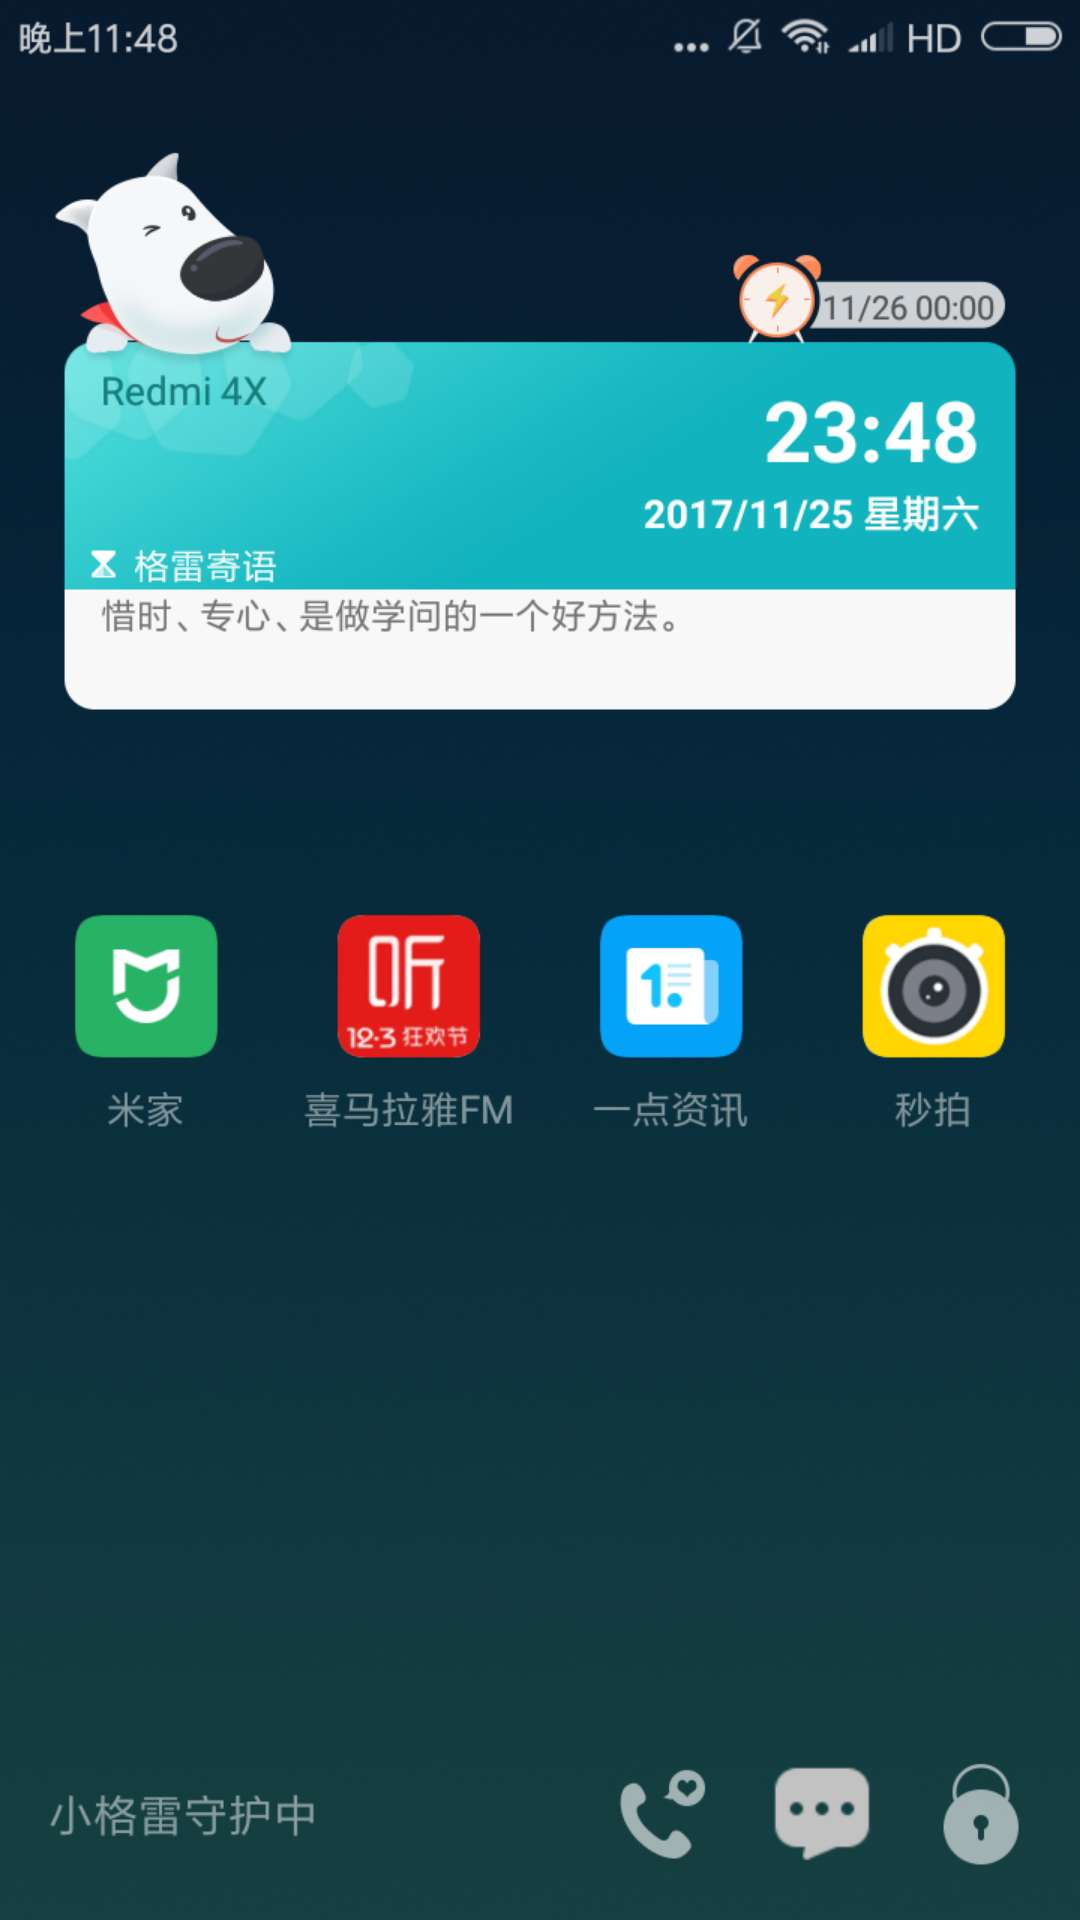 晚上11:48
HD
11/26 00:00
Redmi 4X
23:48
2017/11/25 星期六
格雷寄语
惜时、专心、是做学问的一个好方法。
听
12·3 狂欢节
1.
米家
喜马拉雅FM
一点资讯
秒拍
小格雷守护中